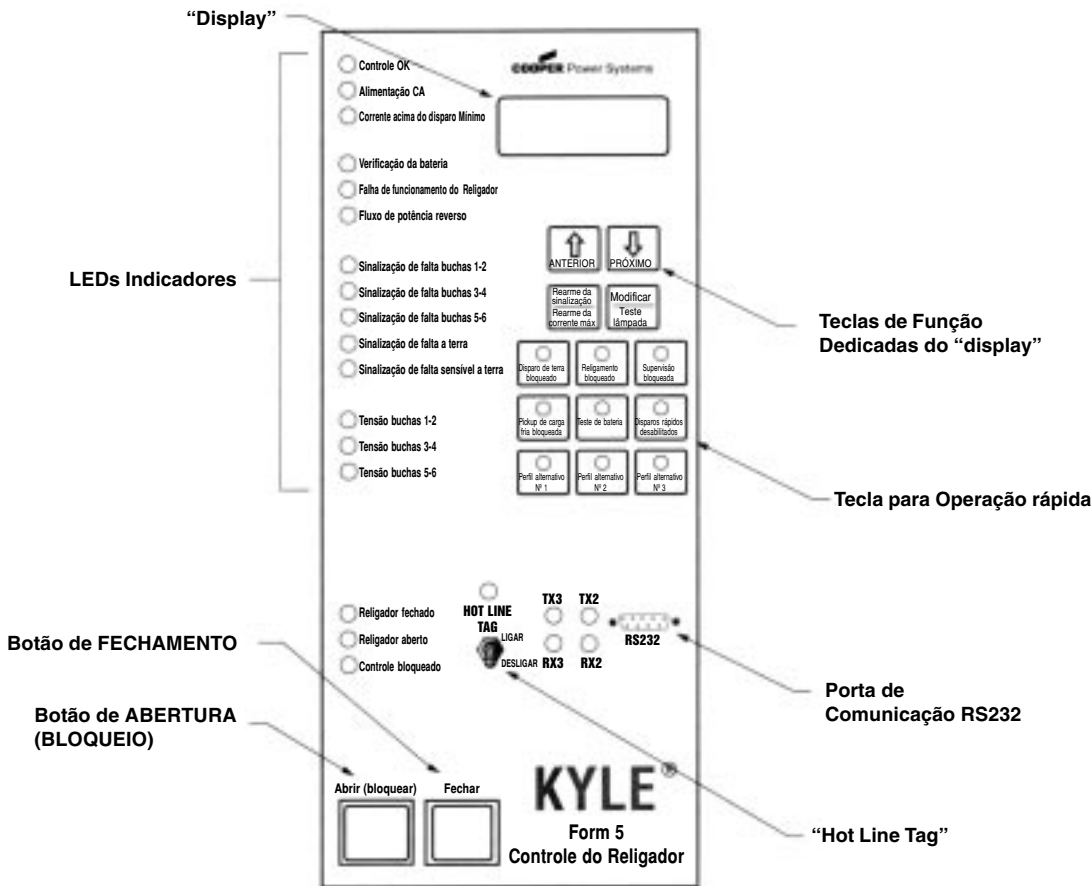 “Display”
COOPER Power Systems
Controle OK
Alimentação CA
Corrente acima do disparo Mínimo
Verificação da bateria
Falha de funcionamento do Religador
Fluxo de potência reverso
LEDs Indicadores
Sinalização de falta buchas 1-2
Sinalização de falta buchas 3-4
Sinalização de falta buchas 5-6
Sinalização de falta a terra
Sinalização de falta sensível a terra
Tensão buchas 1-2
Tensão buchas 3-4
Tensão buchas 5-6
ANTERIOR
PRÓXIMO
Rearme da
sinalização
Rearme da
corrente máx
Modificar
Teste
lâmpada
Teclas de Função
Dedicadas do “display”
Disparo de terra
bloqueado
Religamento
bloqueado
Supervisão
bloqueada
Pickup de carga
fria bloqueada
Teste de bateria
Disparos rápidos
desabilitados
Perfil alternativo
Nº 1
Perfil alternativo
Nº 2
Perfil alternativo
Nº 3
Tecla para Operação rápida
Religador fechado
Religador aberto
Controle bloqueado
HOT LINE
TAG
LIGAR
DESLIGAR
TX3
TX2
RX3
RX2
RS232
Botão de FECHAMENTO
Botão de ABERTURA
(BLOQUEIO)
Porta de
Comunicação RS232
Abrir (bloquear)
Fechar
KYLE®
Form 5
Controle do Religador
“Hot Line Tag”